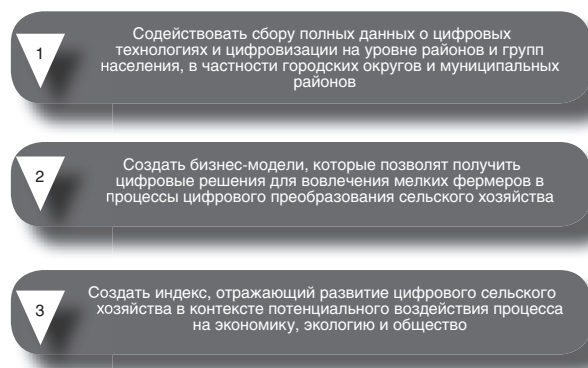 1
Содействовать сбору полных данных о цифровых
технологиях и цифровизации на уровне районов и групп
населения, в частности городских округов и муниципальных
районов
2
Создать бизнес-модели, которые позволят получить
цифровые решения для вовлечения мелких фермеров в
процессы цифрового преобразования сельского хозяйства
3
Создать индекс, отражающий развитие цифрового сельского
хозяйства в контексте потенциального воздействия процесса
на экономику, экологию и общество